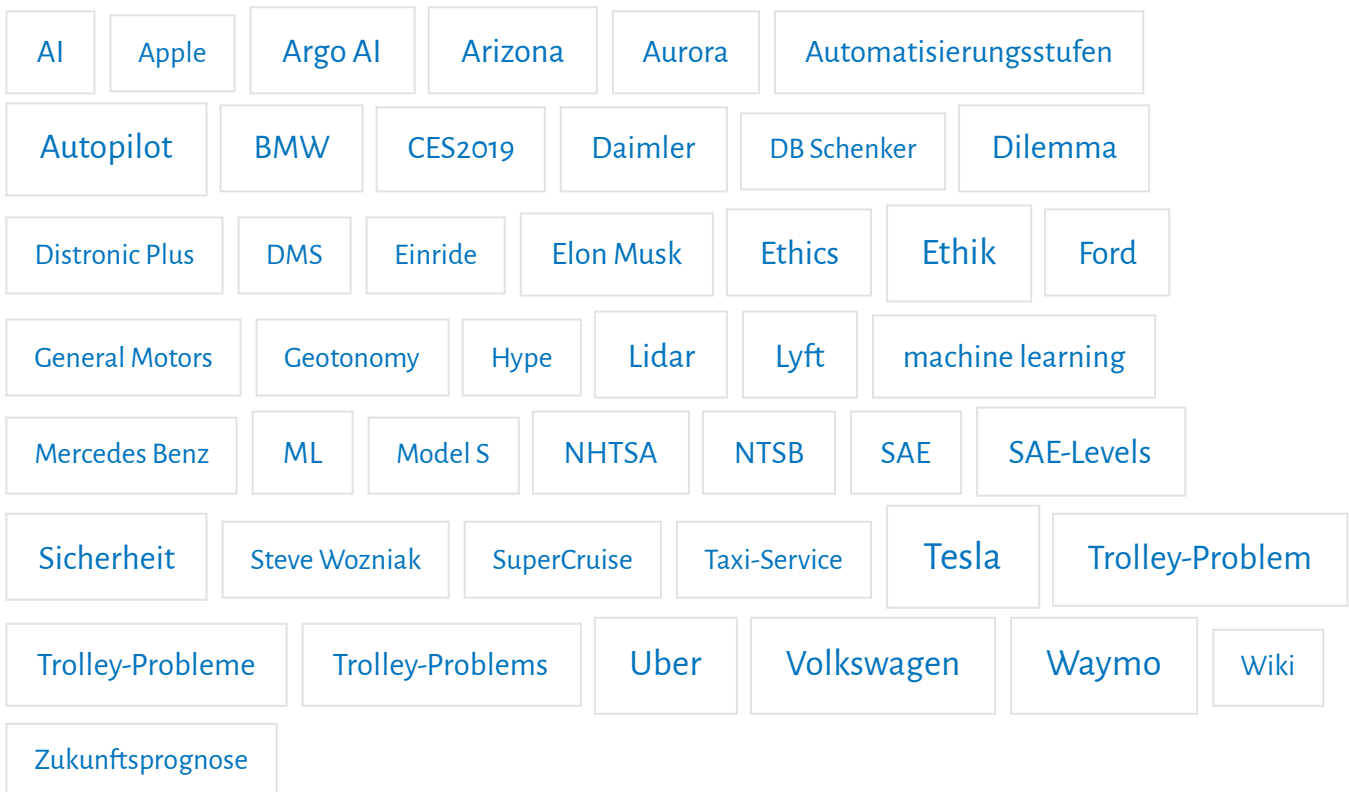 AI Apple Argo AI Arizona Aurora Automatisierungsstufen
Autopilot BMW CES2019 Daimler DB Schenker Dilemma
Distronic Plus DMS Einride Elon Musk Ethics Ethik Ford
General Motors Geotonomy Hype Lidar Lyft machine learning
Mercedes Benz ML Model S NHTSA NTSB SAE SAE-Levels
Sicherheit Steve Wozniak SuperCruise Taxi-Service Tesla Trolley-Problem
Trolley-Probleme Trolley-Problems Uber Volkswagen Waymo Wiki
Zukunftsprognose